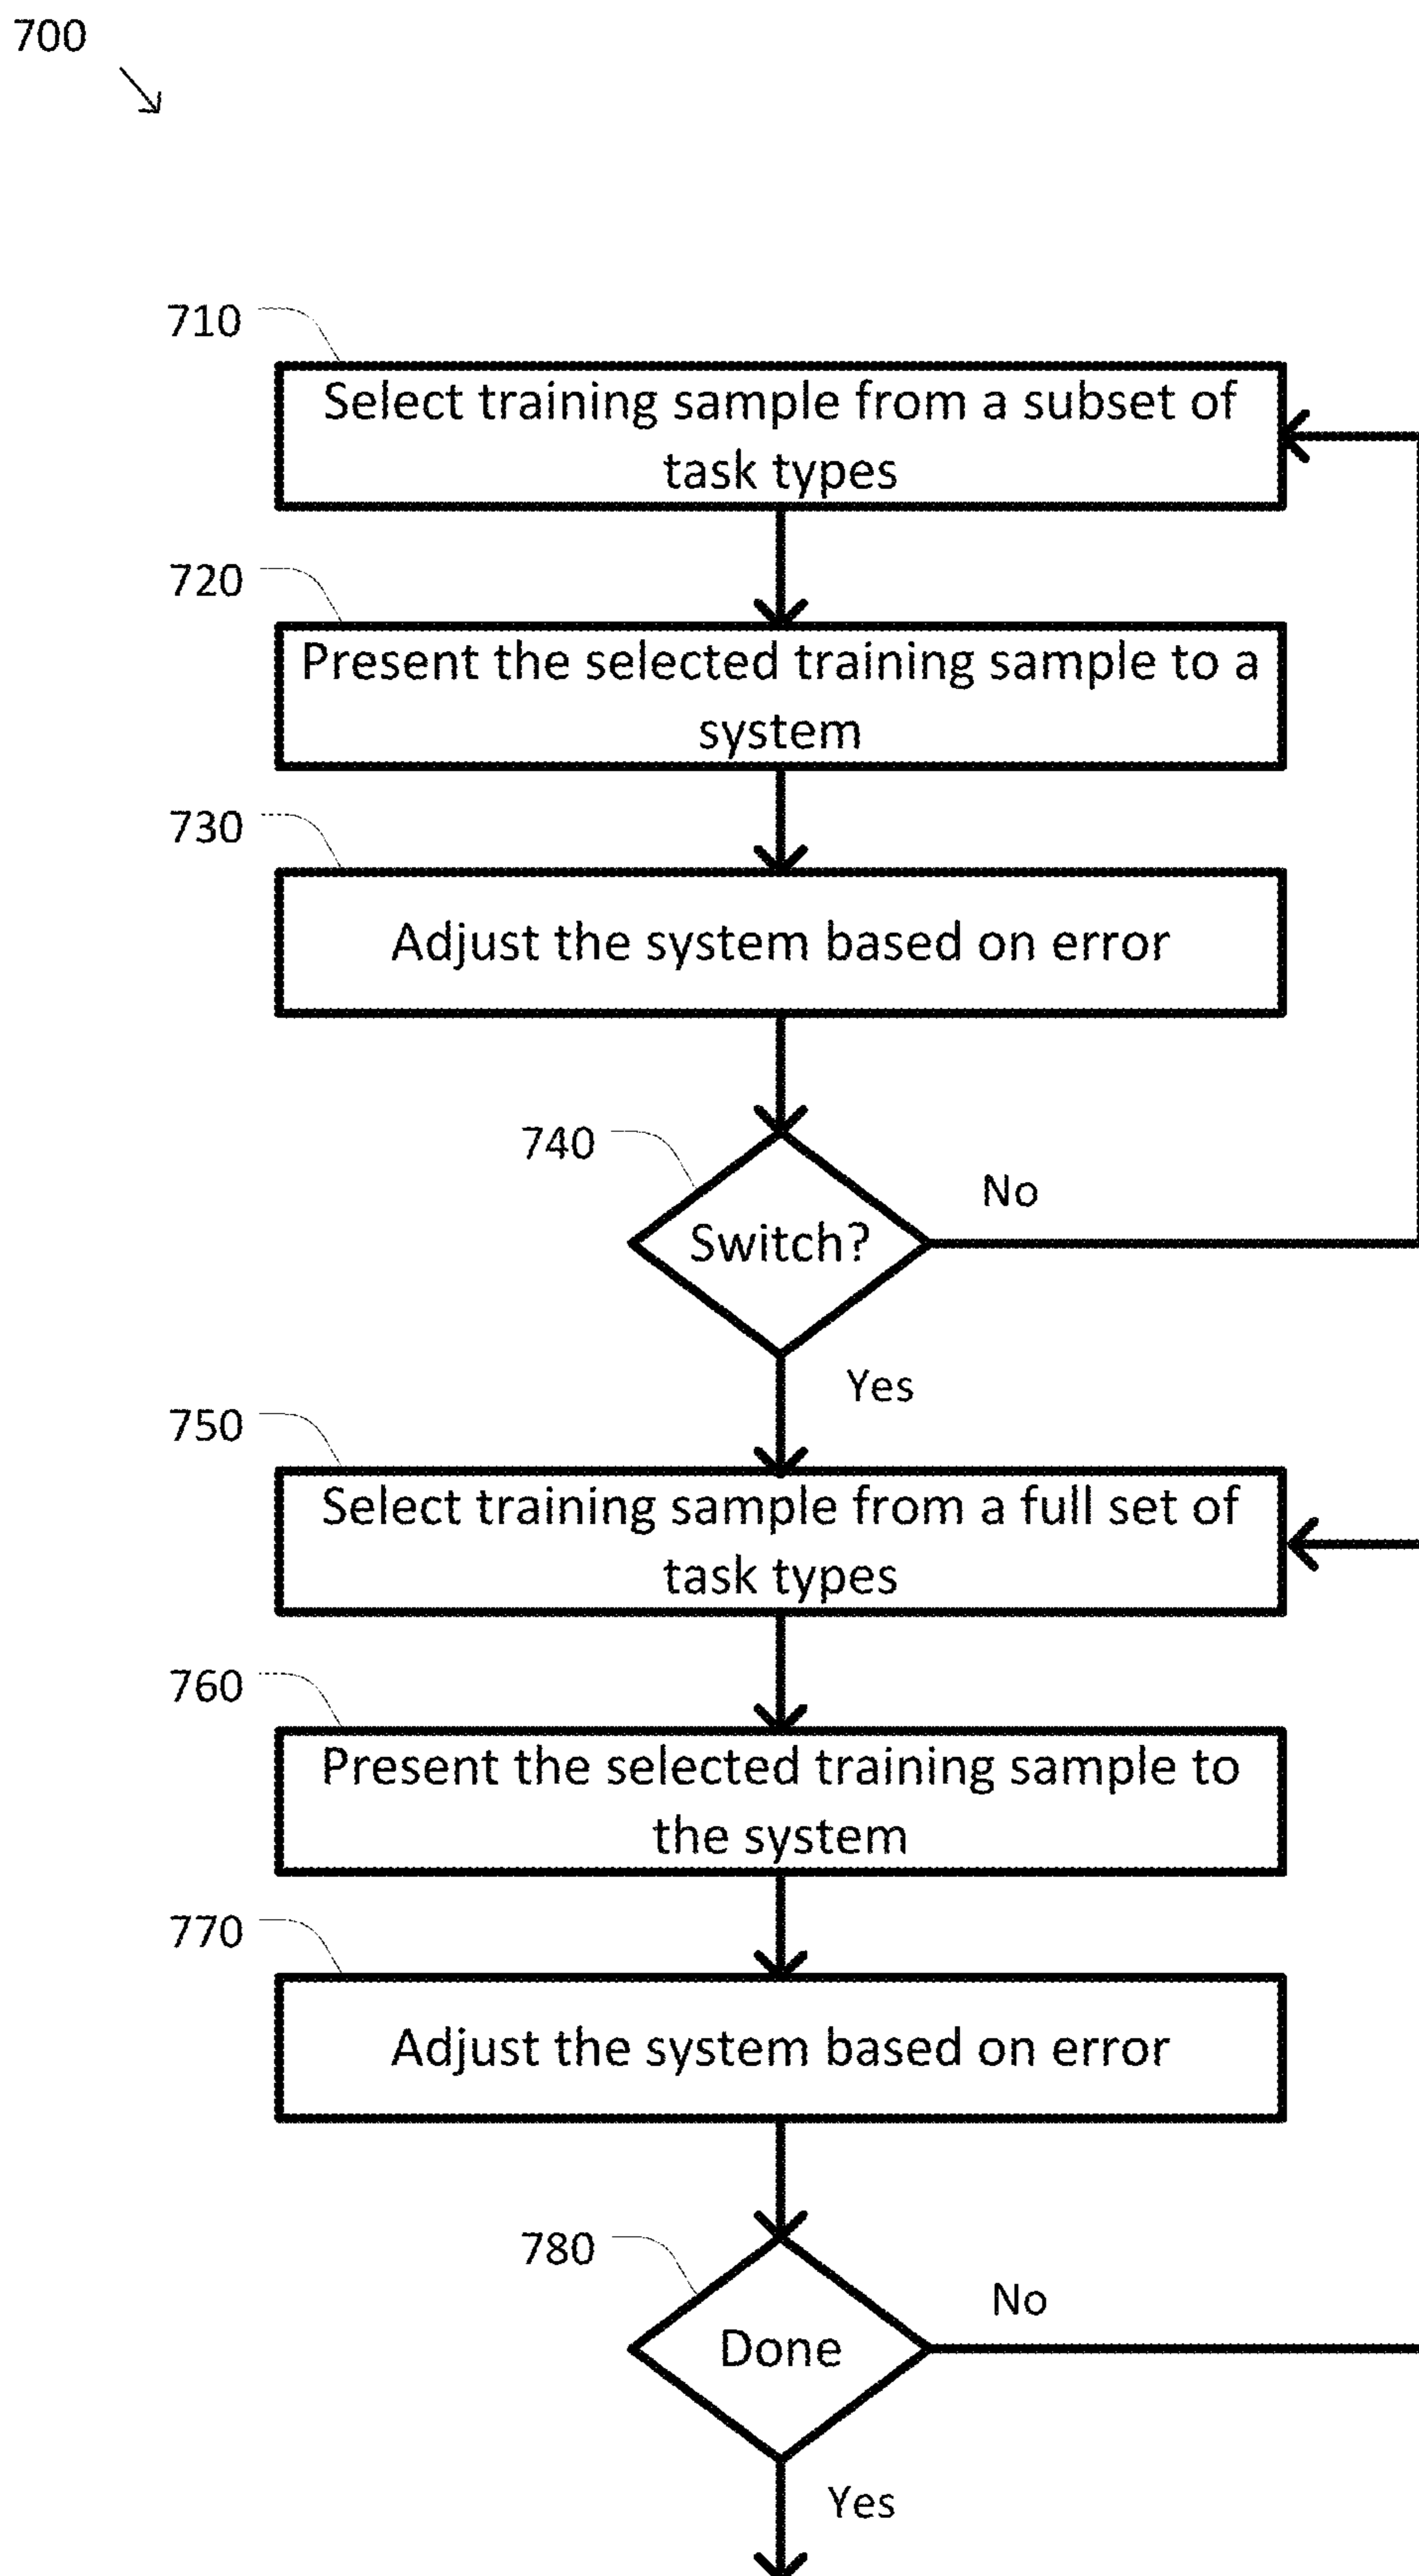 700
710
Select training sample from a subset of
task types
720
Present the selected training sample to a
system
730
Adjust the system based on error
740
Switch?
No
Yes
750
Select training sample from a full set of
task types
760
Present the selected training sample to
the system
770
Adjust the system based on error
780
Done
No
Yes